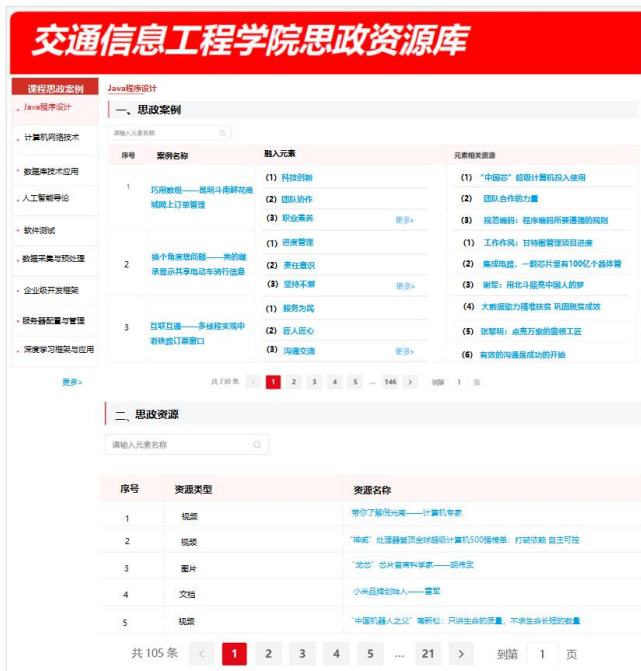 交通信息工程学院思政资源库
课程思政案例
Java程序设计
计算机网络技术
数据库技术应用
人工智能导论
软件测试
数据采集与预处理
企业级开发框架
服务器配置与管理
深度学习框架与应用
更多>
Java程序设计
一、思政案例
请输入元素名称
序号 案例名称 融入元素 元素相关资源
1 巧用数组——昆明斗南鲜花商城网上订单管理
(1) 科技创新
(2) 团队协作
(3) 职业素养 更多>
(1) “中国芯”超级计算机投入使用
(2) 团队合作的力量
(3) 规范编码:程序编码所要遵循的规则
2 换个角度想问题——类的继承显示共享电动车骑行信息
(1) 进度管理
(2) 责任意识
(3) 坚持不懈 更多>
(1) 工作作风:甘特图管理项目进度
(2) 集成电路,一颗芯片里有100亿个晶体管
(3) 谢军:用北斗照亮中国人的梦
3 互联互通——多线程实现中老铁路订票窗口
(1) 服务为民
(2) 匠人匠心
(3) 沟通交流 更多>
(4) 大数据助力精准扶贫 巩固脱贫成效
(5) 张黎明:点亮万家的蓝领工匠
(6) 有效的沟通是成功的开始
共 730 条 < 1 2 3 4 5 ... 146 > 到第 1 页
二、思政资源
请输入元素名称
序号 资源类型 资源名称
1 视频 带你了解倪光南——计算机专家
2 视频 “神威”处理器登顶全球超级计算机500强榜单:打破依赖 自主可控
3 图片 “龙芯”芯片首席科学家——胡伟武
4 文档 小米品牌创始人——雷军
5 视频 “中国机器人之父”蒋新松:只讲生命的质量,不求生命长短的数量
共 105 条 < 1 2 3 4 5 ... 21 > 到第 1 页